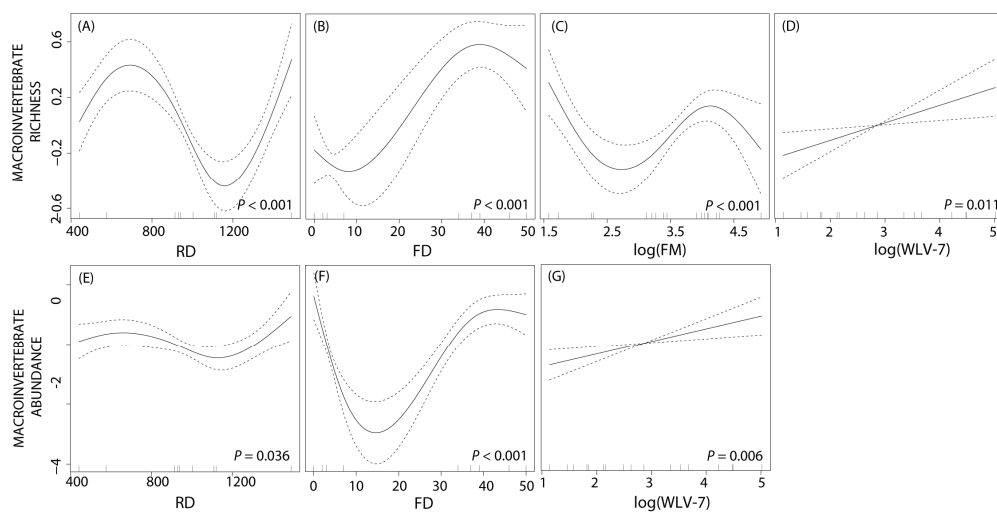 MACROINVERTEBRATE
RICHNESS
0.6
0.2
−0.2
2-0.6
(A)
P < 0.001
400 800 1200
RD
(B)
P < 0.001
0 10 20 30 40 50
FD
(C)
P < 0.001
1.5 2.5 3.5 4.5
log(FM)
(D)
P = 0.011
1 2 3 4 5
log(WLV-7)
MACROINVERTEBRATE
ABUNDANCE
0
-2
-4
(E)
P = 0.036
400 800 1200
RD
(F)
P < 0.001
0 10 20 30 40 50
FD
(G)
P = 0.006
1 2 3 4 5
log(WLV-7)